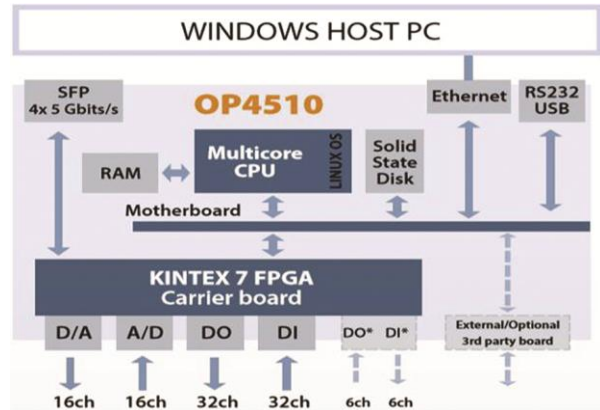 WINDOWS HOST PC
SFP
4x 5 Gbits/s
OP4510
Ethernet
RS232
USB
RAM
Multicore
CPU
LINUX OS
Solid
State
Disk
Motherboard
KINTEX 7 FPGA
Carrier board
D/A
A/D
DO
DI
DO*
DI*
External/Optional
3rd party board
16ch
16ch
32ch
32ch
6ch
6ch